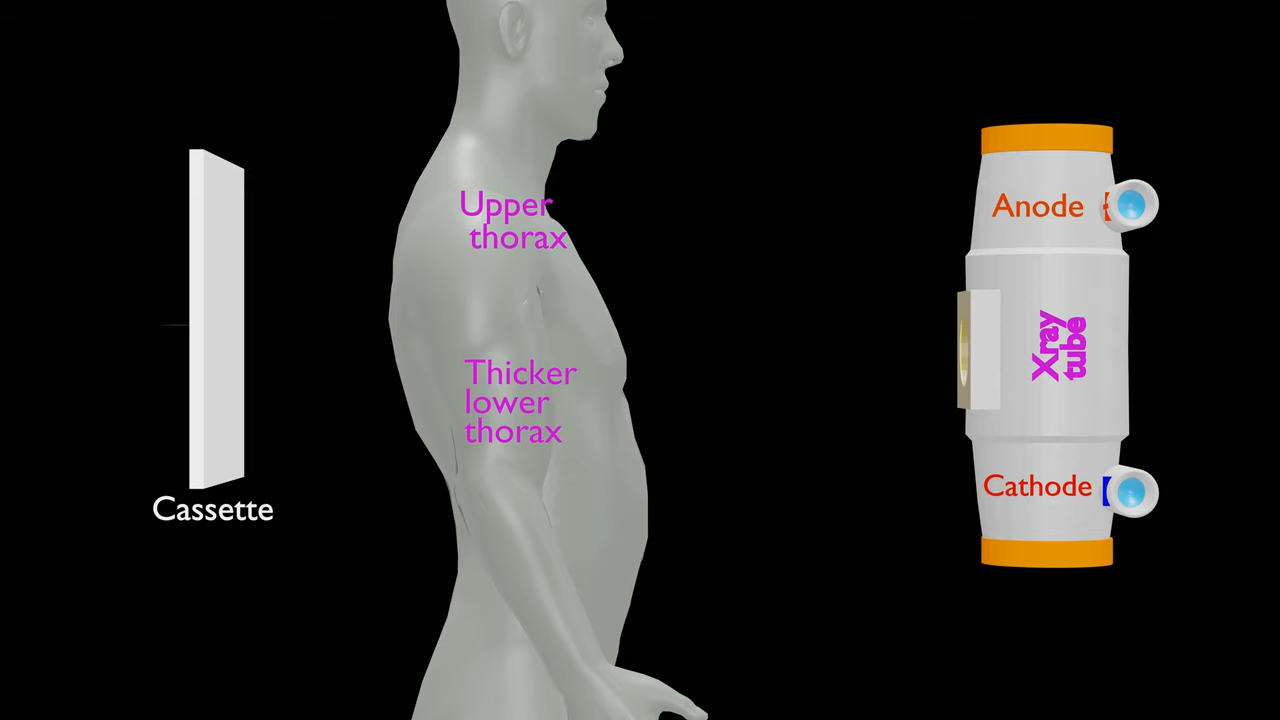 Upper
thorax
Thicker
lower
thorax
Cassette
Anode
Xray
tube
Cathode